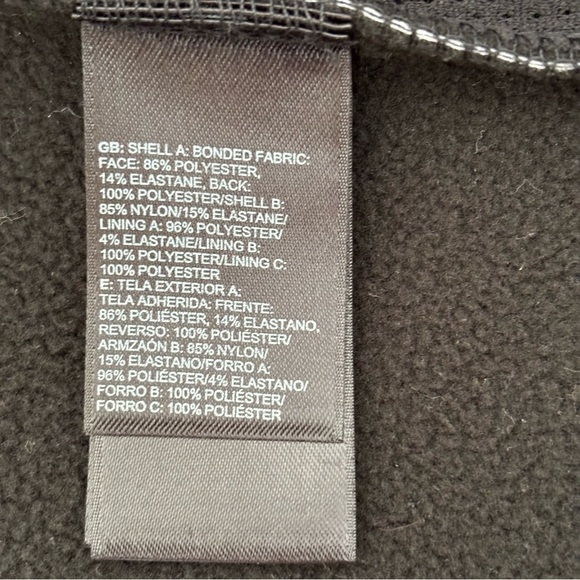 GB: SHELL A: BONDED FABRIC:
FACE: 86% POLYESTER,
14% ELASTANE, BACK:
100% POLYESTER/SHELL B:
85% NYLON/15% ELASTANE/
LINING A: 96% POLYESTER/
4% ELASTANE/LINING B:
100% POLYESTER/LINING C:
100% POLYESTER
E: TELA EXTERIOR A:
TELA ADHERIDA: FRENTE:
86% POLIÉSTER, 14% ELASTANO,
REVERSO: 100% POLIÉSTER/
ARMZAÓN B: 85% NYLON/
15% ELASTANO/FORRO A:
96% POLIÉSTER/4% ELASTANO/
FORRO B: 100% POLIÉSTER/
FORRO C: 100% POLIÉSTER